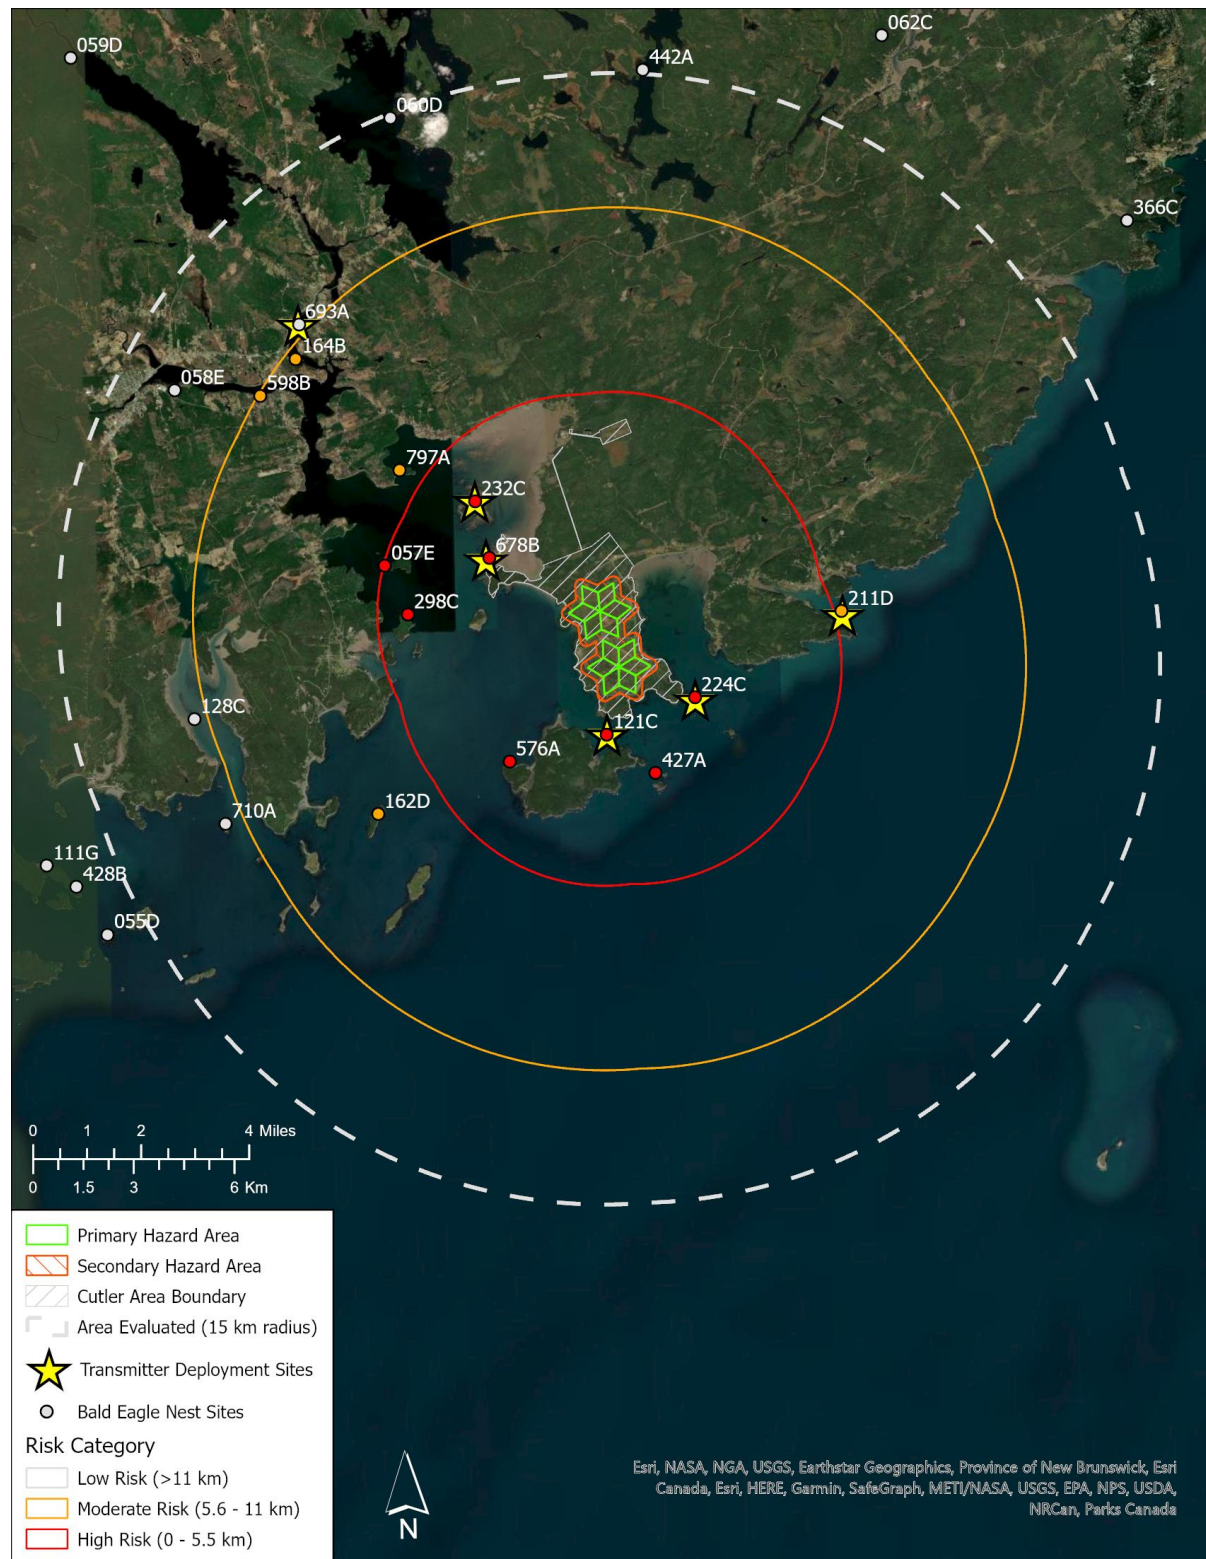 062C
059D
442A
060D
366C
693A
164B
058E
598B
797A
232C
678B
057E
211D
298C
224C
128C
121C
576A
427A
162D
710A
111G
428B
055D
0 1 2 4 Miles
0 1.5 3 6 Km
Primary Hazard Area
Secondary Hazard Area
Cutler Area Boundary
Area Evaluated (15 km radius)
Transmitter Deployment Sites
Bald Eagle Nest Sites
Risk Category
Low Risk (>11 km)
Moderate Risk (5.6 - 11 km)
High Risk (0 - 5.5 km)
N
Esri, NASA, NGA, USGS, Earthstar Geographics, Province of New Brunswick, Esri
Canada, Esri, HERE, Garmin, SafeGraph, METI/NASA, USGS, EPA, NPS, USDA,
NRCan, Parks Canada